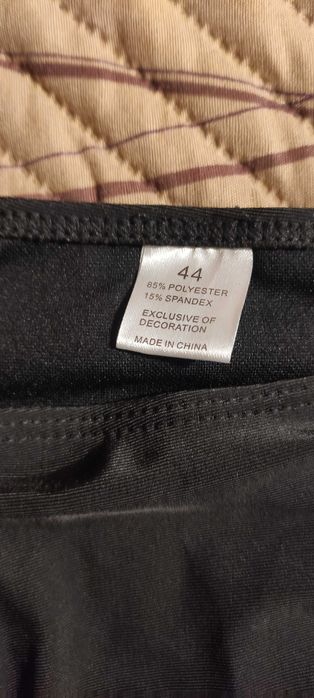 44
85% POLYESTER
15% SPANDEX
EXCLUSIVE OF
DECORATION
MADE IN CHINA